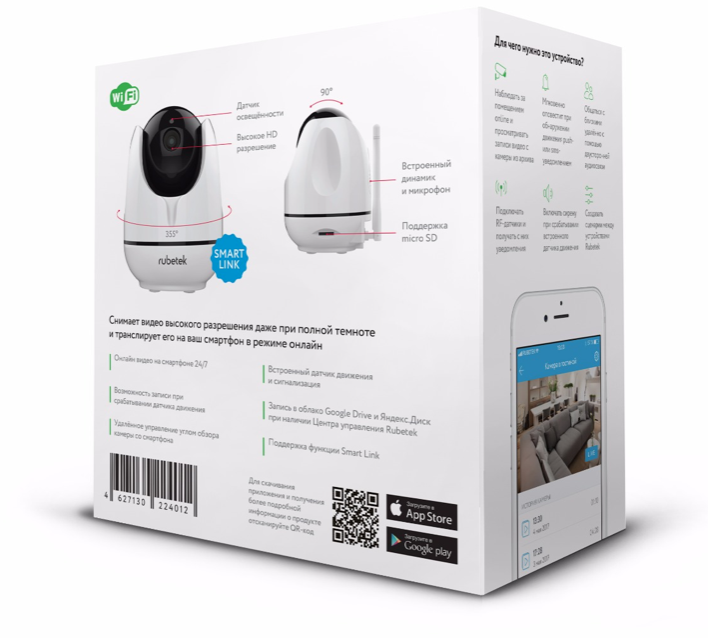 WiFi
Датчик
освещённости
Высокое HD
разрешение
355°
rubetek
SMART
LINK
90°
Встроенный
динамик
и микрофон
Поддержка
micro SD
Снимает видео высокого разрешения даже при полной темноте
и транслирует его на ваш смартфон в режиме онлайн
Онлайн видео на смартфоне 24/7
Возможность записи при
срабатывании датчика движения
Удалённое управление углом обзора
камеры со смартфона
Встроенный датчик движения
и сигнализация
Запись в облако Google Drive и Яндекс.Диск
при наличии Центра управления Rubetek
Поддержка функции Smart Link
4 627130 224012
Для скачивания
приложения и получения
более подробной
информации о продукте
отсканируйте QR-код
Загрузите в
App Store
Загрузите в
Google play
Для чего нужно это устройство?
Наблюдать за
помещением
online и
просматривать
записи видео с
камеры из архива
Мгновенно
оповестит при
обнаружении
движения push-
или sms-
уведомлением
Общаться с
близкими
удалённо с
помощью
двусторонней
аудиосвязи
Подключать
RF-датчики и
получать с них
уведомления
Включать сирену
при срабатывании
встроенного
датчика движения
Создавать
сценарии между
устройствами
Rubetek
Камера в гостиной